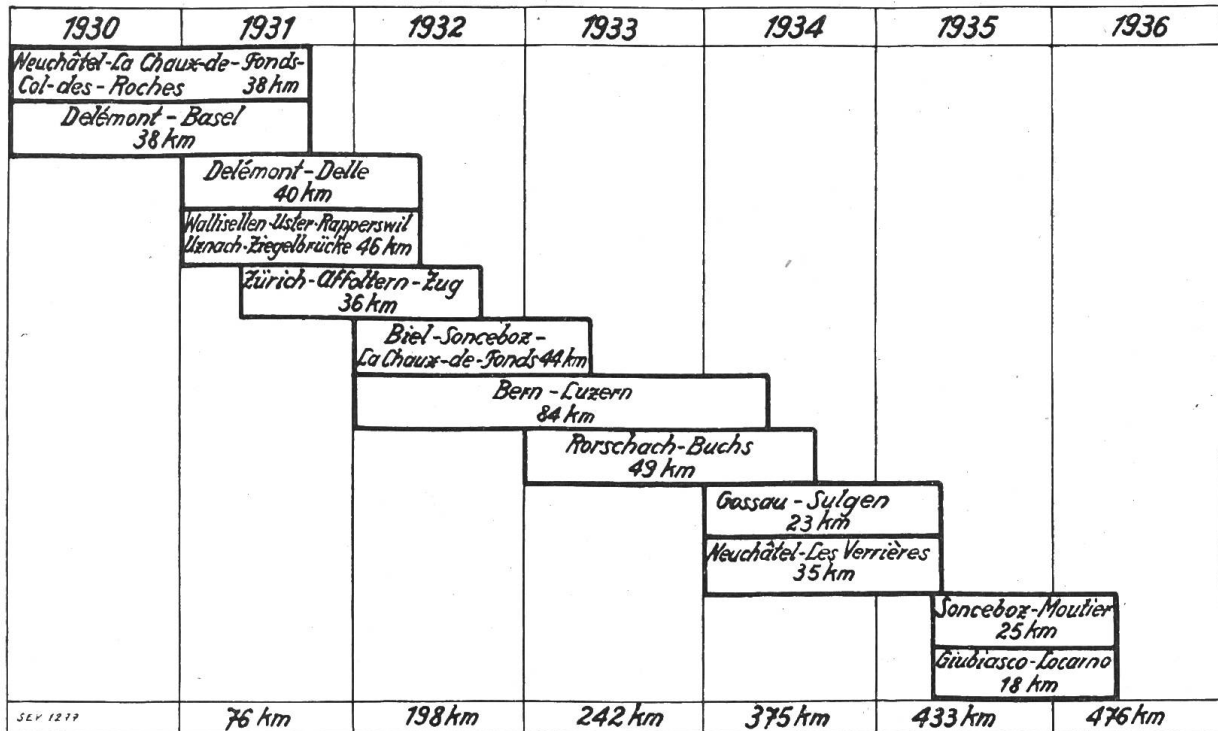 1930 1931 1932 1933 1934 1935 1936
Neuchâtel-La Chaux-de-Fonds-
Col-des-Roches 38 km
Delémont-Basel
38 km
Delémont-Delle
40 km
Wallisellen-Uster-Rapperswil
Uznach-Ziegelbrücke 46 km
Zürich-Affoltern-Zug
36 km
Biel-Sonceboz-
La Chaux-de-Fonds 44 km
Bern-Luzern
84 km
Rorschach-Buchs
49 km
Gossau-Sulgen
23 km
Neuchâtel-Les Verrières
35 km
Sonceboz-Moutier
25 km
Giubiasco-Locarno
18 km
SEV 1277 76 km 198 km 242 km 375 km 433 km 476 km